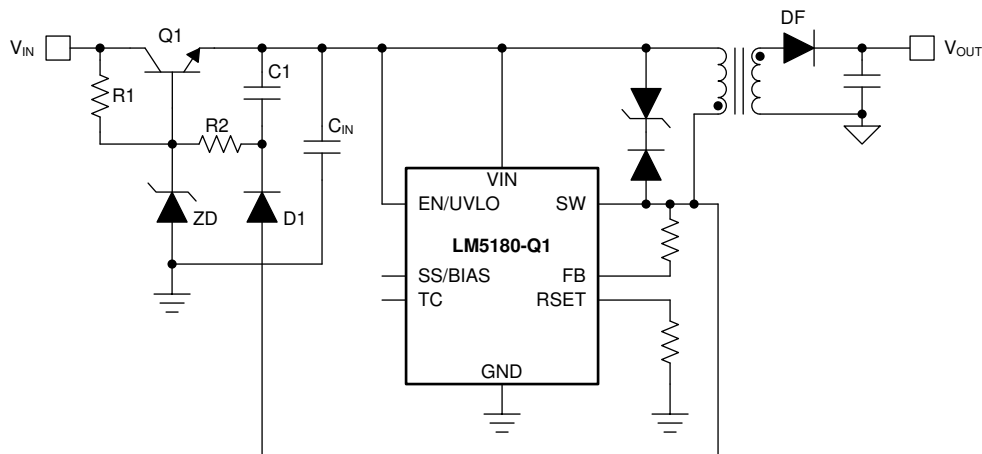 DF
Q1
VIN
VOUT
C1
R1
R2
CIN
VIN
EN/UVLO
SW
ZD
D1
LM5180-Q1
SS/BIAS
FB
TC
RSET
GND